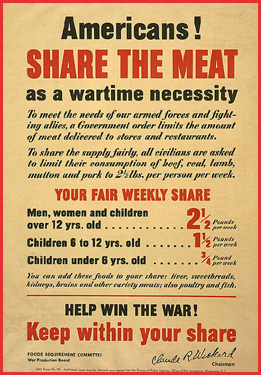 Americans!
SHARE THE MEAT
as a wartime necessity
To meet the needs of our armed forces and fight-
ing allies, a Government order limits the amount
of meat delivered to stores and restaurants.
To share the supply fairly, all civilians are asked
to limit their consumption of beef, veal, lamb,
mutton and pork to 2½ lbs. per person per week.
YOUR FAIR WEEKLY SHARE
Men, women and children
over 12 yrs. old . . . . . . . . . . . 2½ Pounds per week
Children 6 to 12 yrs. old . . . . . . 1½ Pounds per week
Children under 6 yrs. old . . . . . . ¾ Pounds per week
You can add these foods to your share: liver, sweetbreads,
kidneys, brains and other variety meats; also poultry and fish.
HELP WIN THE WAR!
Keep within your share
FOODS REQUIREMENT COMMITTEE
War Production Board
Claude R. Wickard
Chairman